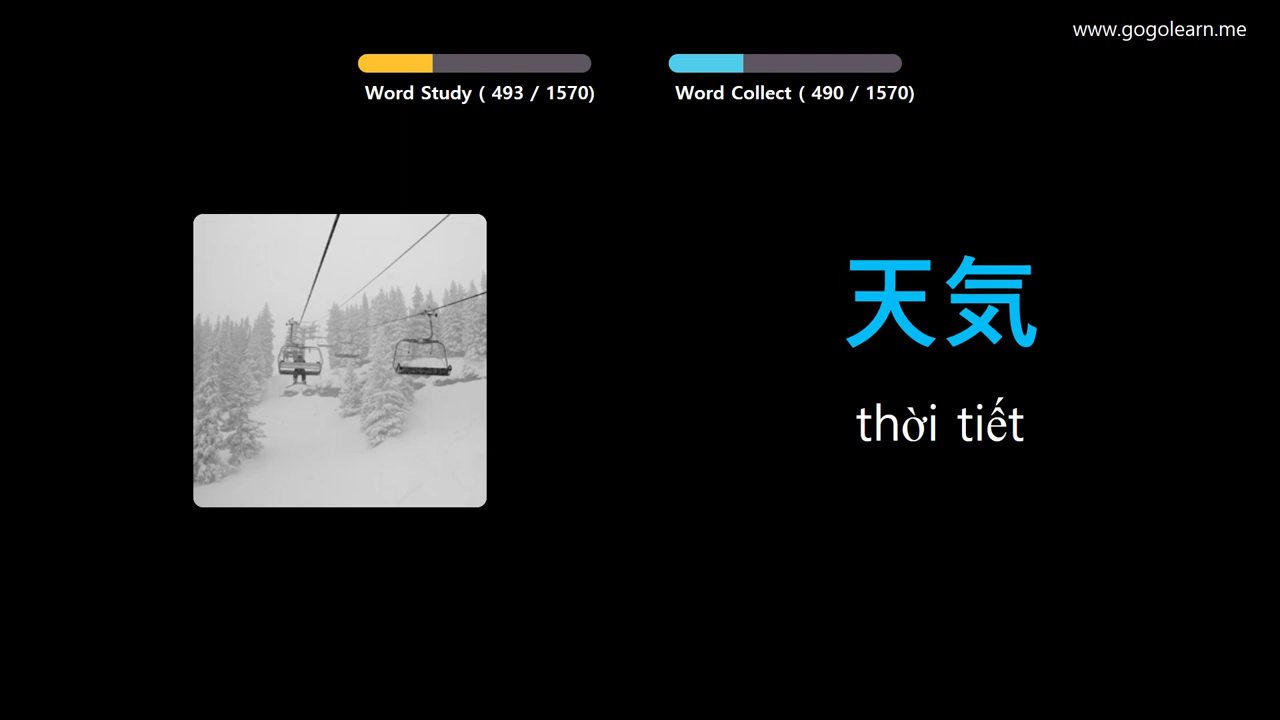 www.gogolearn.me
Word Study ( 493 / 1570)
Word Collect ( 490 / 1570)
天気
thời tiết